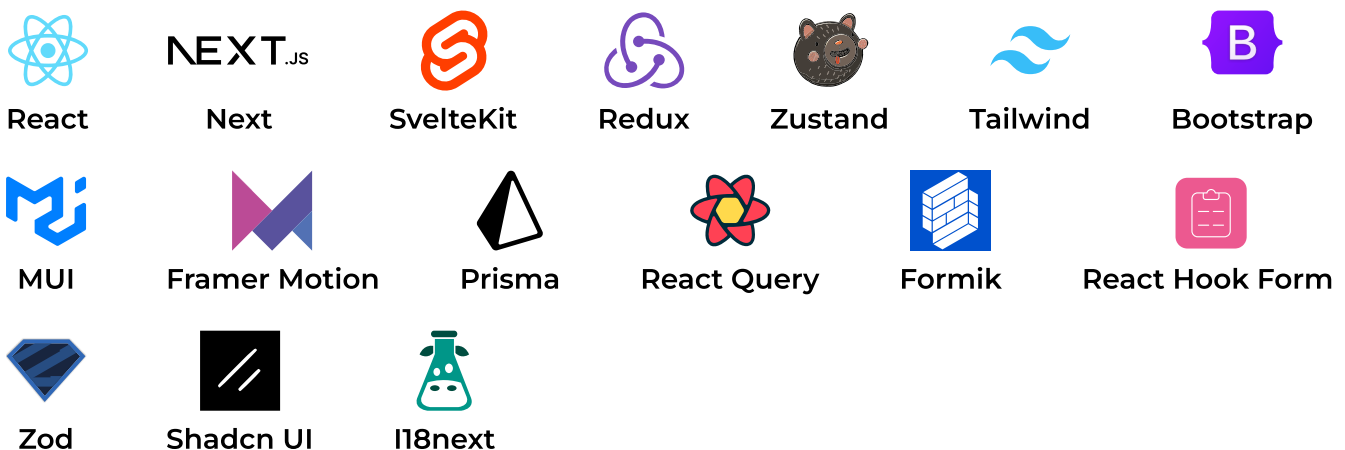 NEXT.JS B
React Next SvelteKit Redux Zustand Tailwind Bootstrap
MUI Framer Motion Prisma React Query Formik React Hook Form
Zod Shadcn UI I18next